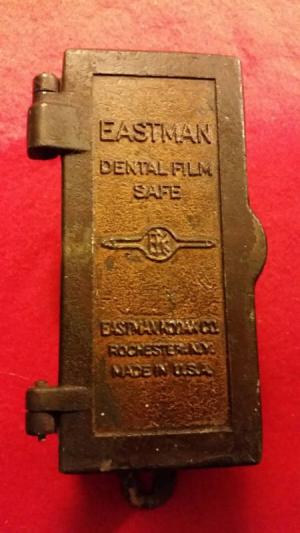 EASTMAN
DENTAL FILM
SAFE
EK
EASTMAN KODAK CO.
ROCHESTER, N.Y.
MADE IN U.S.A.